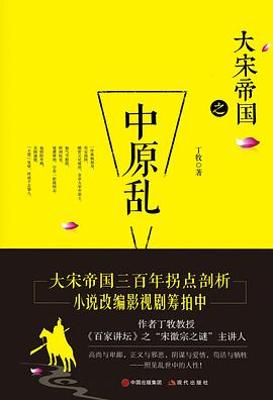 大宋帝国之
中原乱
丁牧 著
大宋帝国三百年拐点剖析
小说改编影视剧筹拍中
作者丁牧教授
《百家讲坛》之“宋徽宗之谜”主讲人
高尚与卑鄙，正义与邪恶，阴谋与爱情，苟活与牺牲
——照见乱世中的人性！
中国出版集团
现代出版社